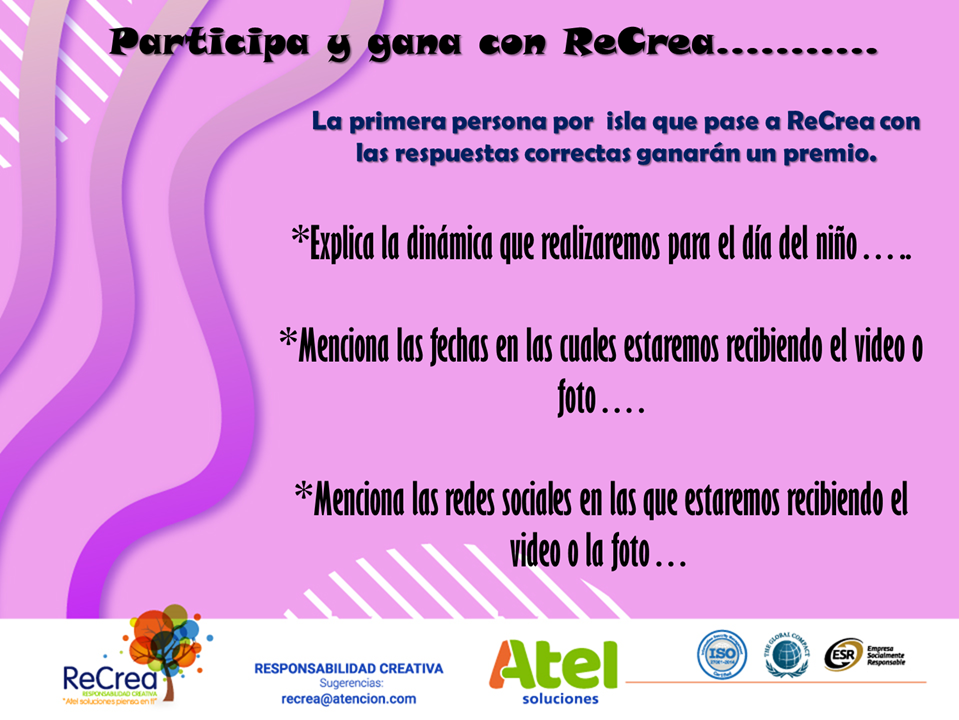 Participa y gana con ReCrea...........
La primera persona por isla que pase a ReCrea con
las respuestas correctas ganarán un premio.
*Explica la dinámica que realizaremos para el día del niño…..
*Menciona las fechas en las cuales estaremos recibiendo el video o
foto….
*Menciona las redes sociales en las que estaremos recibiendo el
video o la foto…
ReCrea
RESPONSABILIDAD CREATIVA
"Atel soluciones piensa en ti"
RESPONSABILIDAD CREATIVA
Sugerencias:
recrea@atencion.com
Atel
soluciones
ISO
THE GLOBAL COMPACT
ESR
Empresa
Socialmente
Responsable